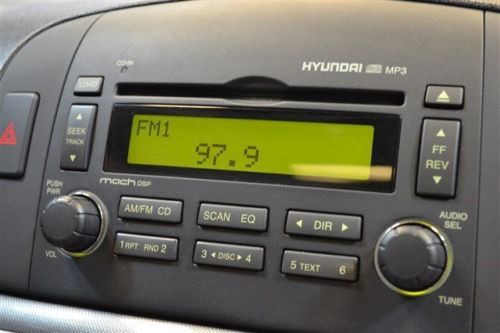 CD-IN
HYUNDAI MP3
LOAD
SEEK
TRACK
FM1
97.9
FF
REV
mach DSP
PUSH
PWR
VOL
AM/FM CD
SCAN EQ
DIR
AUDIO
SEL
1 RPT RND 2
3 DISC 4
5 TEXT 6
TUNE